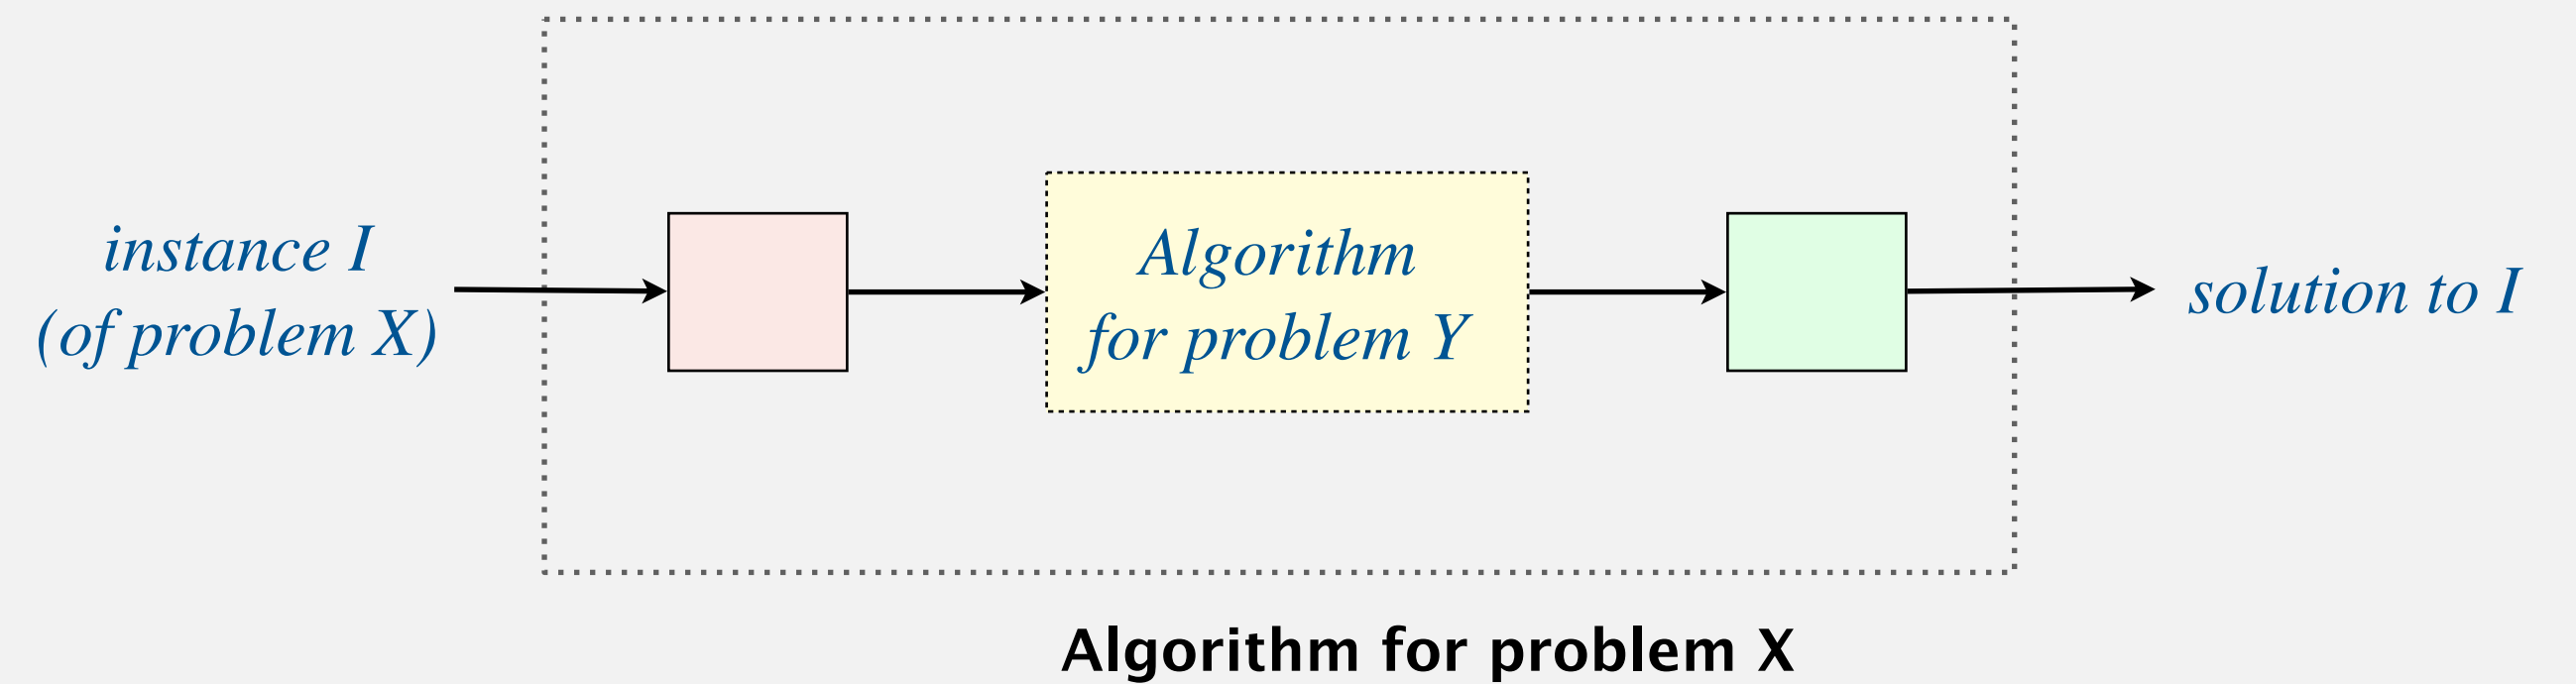 instance I
(of problem X)
Algorithm
for problem Y
solution to I
Algorithm for problem X